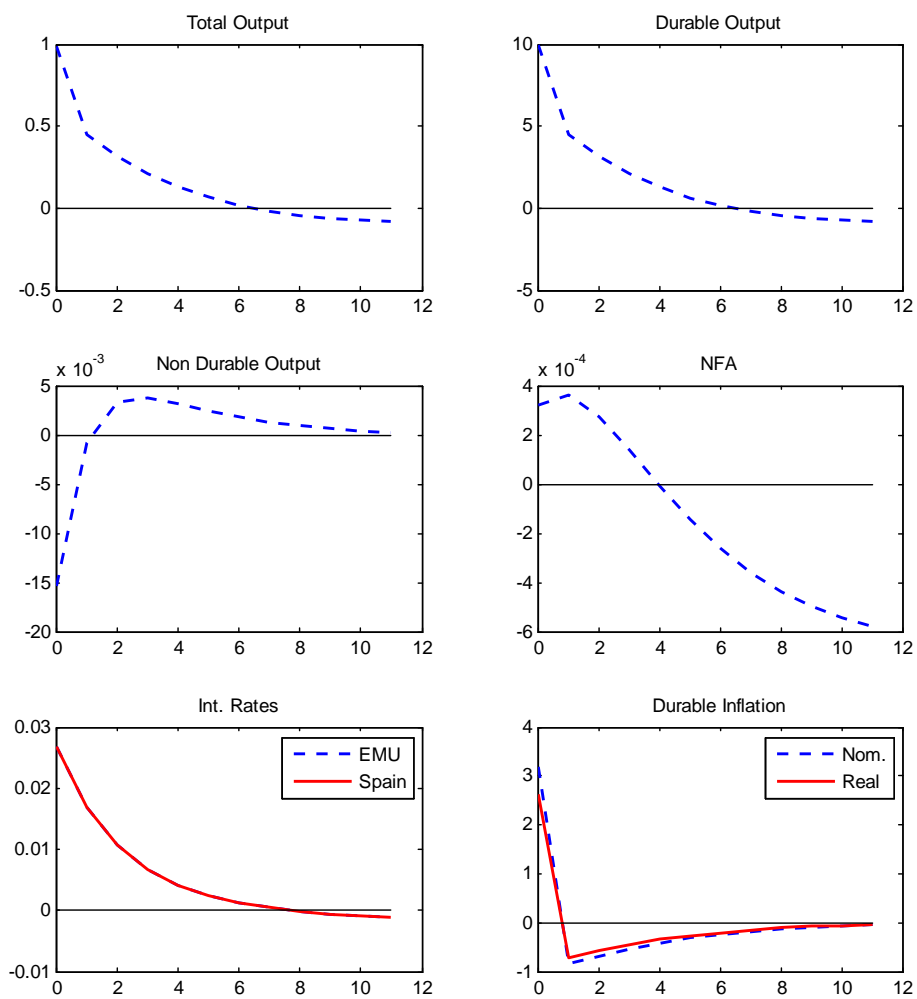 Total Output
1
0.5
0
-0.5
0 2 4 6 8 10 12
Durable Output
10
5
0
-5
0 2 4 6 8 10 12
Non Durable Output
x 10^-3
5
0
-5
-10
-15
-20
0 2 4 6 8 10 12
NFA
x 10^-4
4
2
0
-2
-4
-6
0 2 4 6 8 10 12
Int. Rates
0.03
0.02
0.01
0
-0.01
EMU
Spain
0 2 4 6 8 10 12
Durable Inflation
4
3
2
1
0
-1
Nom.
Real
0 2 4 6 8 10 12